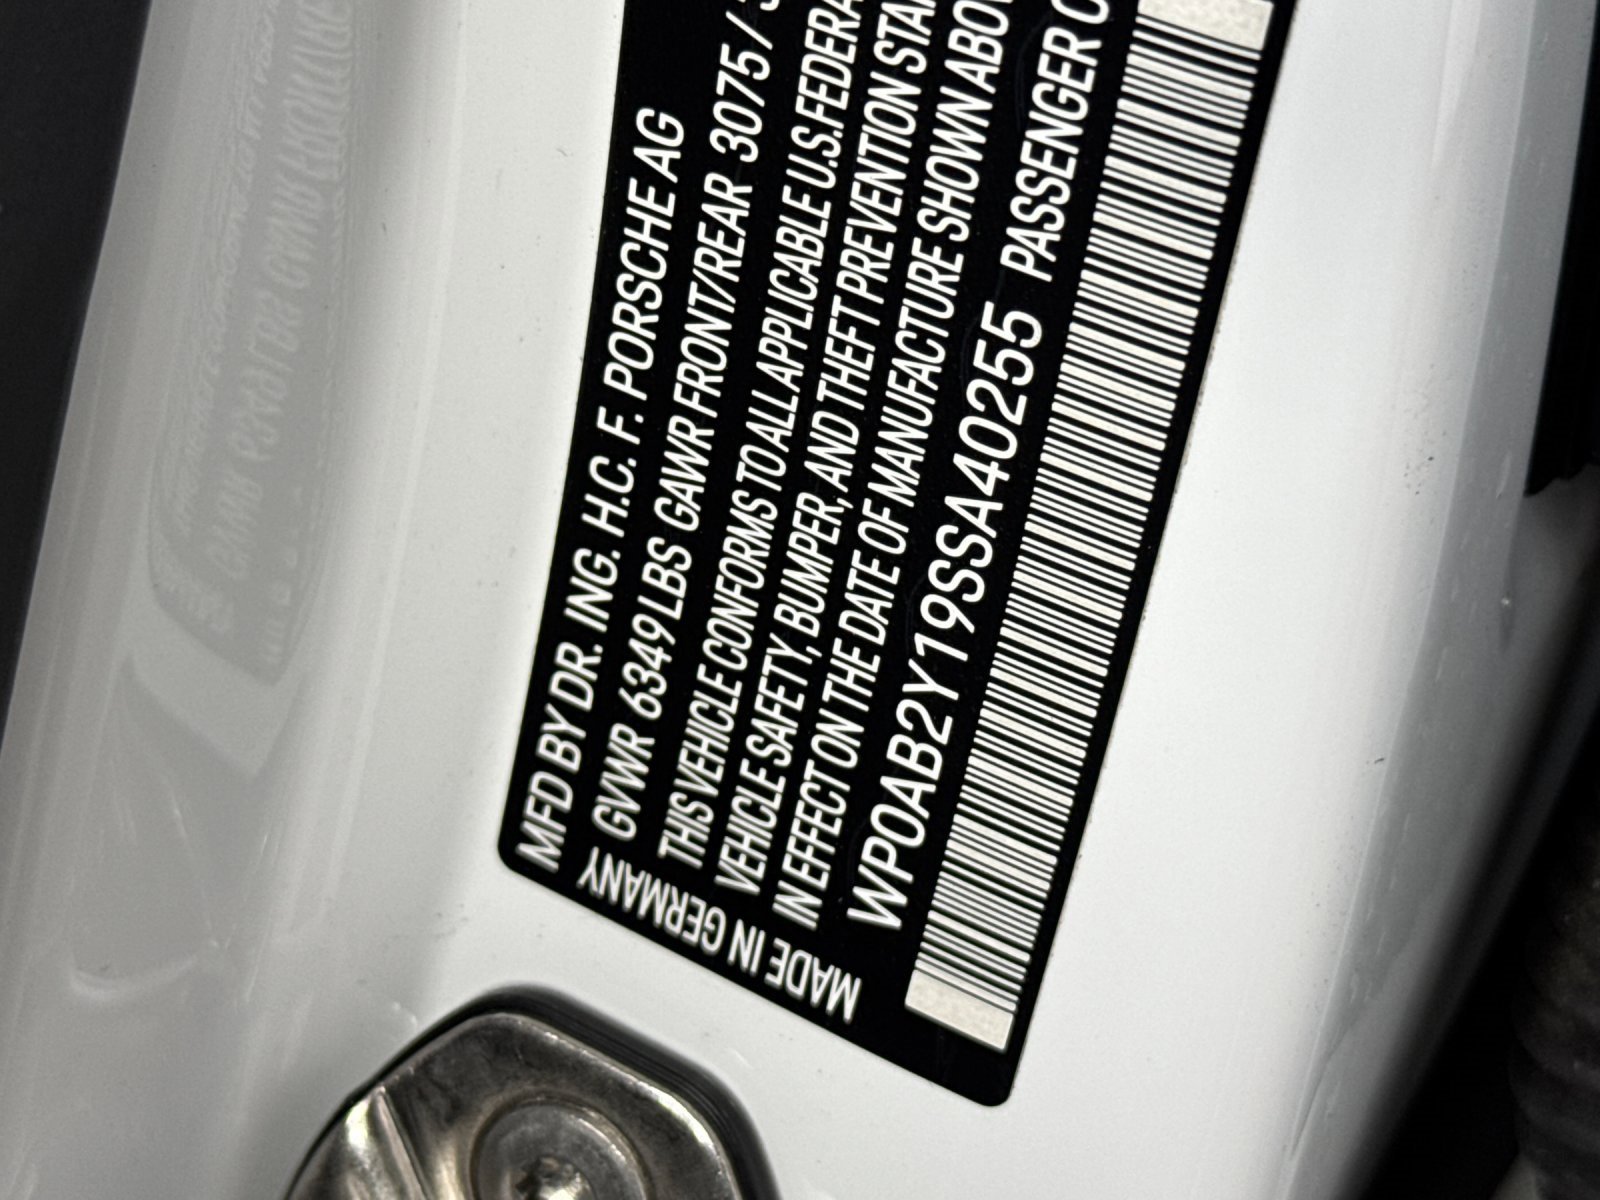 MFD BY DR. ING. H.C. F. PORSCHE AG
GVWR 6349LBS GAWR FRONT/REAR 3075/
THIS VEHICLE CONFORMS TO ALL APPLICABLE U.S. FEDERA
VEHICLE SAFETY, BUMPER, AND THEFT PREVENTION STA
IN EFFECT ON THE DATE OF MANUFACTURE SHOWN ABO
WP0AB2Y19SSA40255 PASSENGER C
MADE IN GERMANY